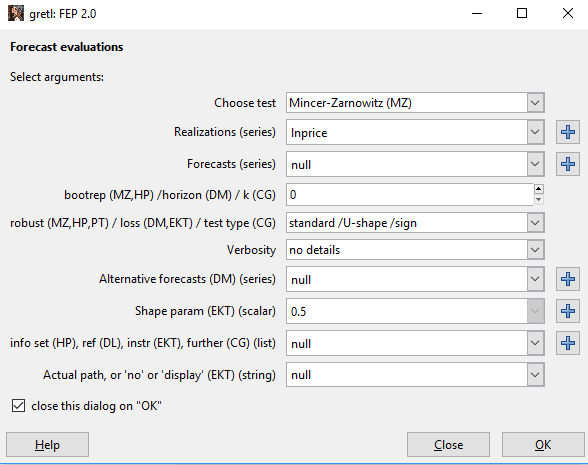 gretl: FEP 2.0
Forecast evaluations
Select arguments:
Choose test Mincer-Zarnowitz (MZ)
Realizations (series) lnprice
Forecasts (series) null
bootrep (MZ,HP) /horizon (DM) / k (CG) 0
robust (MZ,HP,PT) / loss (DM,EKT) / test type (CG) standard /U-shape /sign
Verbosity no details
Alternative forecasts (DM) (series) null
Shape param (EKT) (scalar) 0.5
info set (HP), ref (DL), instr (EKT), further (CG) (list) null
Actual path, or 'no' or 'display' (EKT) (string) null
close this dialog on "OK"
Help Close OK